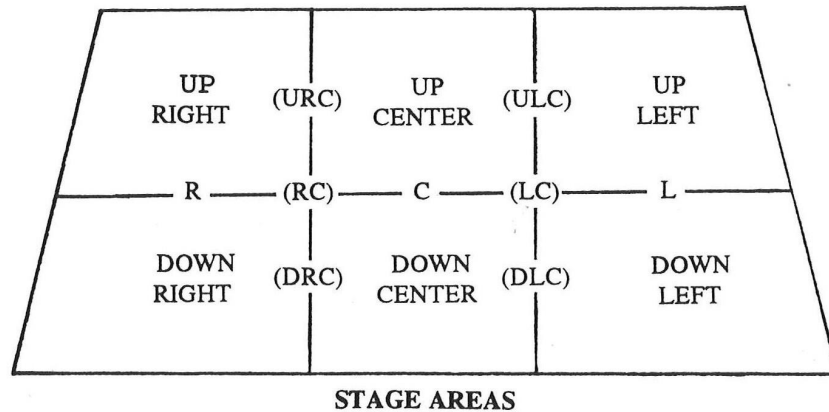 UP
RIGHT
(URC)
UP
CENTER
(ULC)
UP
LEFT
R
(RC)
C
(LC)
L
DOWN
RIGHT
(DRC)
DOWN
CENTER
(DLC)
DOWN
LEFT
STAGE AREAS